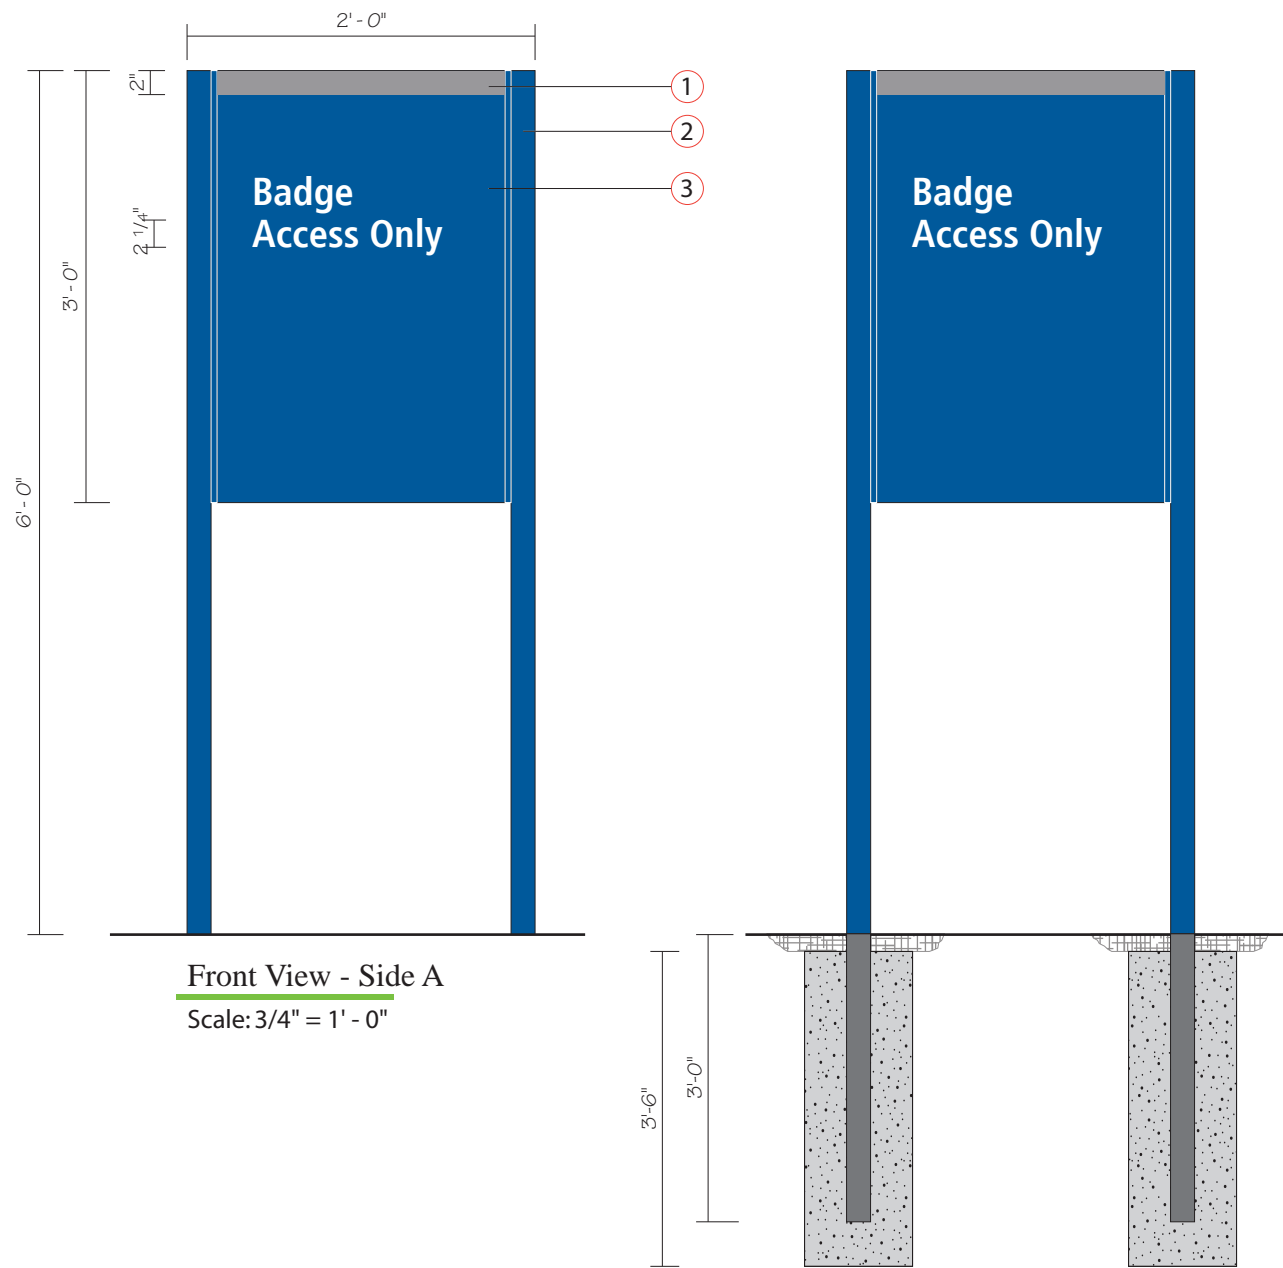 2' - 0"
2"
1
2
3
Badge
Access Only
Badge
Access Only
2 1/4"
3' - 0"
6' - 0"
Front View - Side A
Scale: 3/4" = 1' - 0"
3'-0"
3'-6"